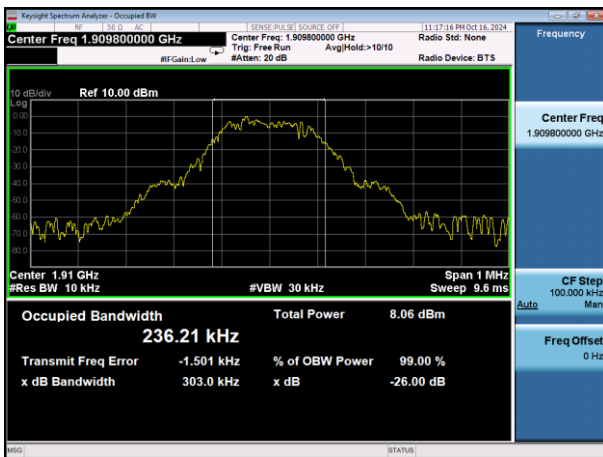 Keysight Spectrum Analyzer - Occupied BW
RF 50 Ω AC SENSE:PULSE SOURCE OFF 11:17:16 PM Oct 16, 2024
Center Freq 1.909800000 GHz
Center Freq: 1.909800000 GHz Radio Std: None
Trig: Free Run Avg|Hold:>10/10
#IFGain:Low #Atten: 20 dB Radio Device: BTS
Frequency
10 dB/div Ref 10.00 dBm
Log
0.00
-10.0
-20.0
-30.0
-40.0
-50.0
-60.0
-70.0
-80.0
Center 1.91 GHz Span 1 MHz
#Res BW 10 kHz #VBW 30 kHz Sweep 9.6 ms
Occupied Bandwidth Total Power 8.06 dBm
236.21 kHz
Transmit Freq Error -1.501 kHz % of OBW Power 99.00 %
x dB Bandwidth 303.0 kHz x dB -26.00 dB
Center Freq
1.909800000 GHz
CF Step
100.000 kHz
Auto Man
Freq Offset
0 Hz
MSG STATUS